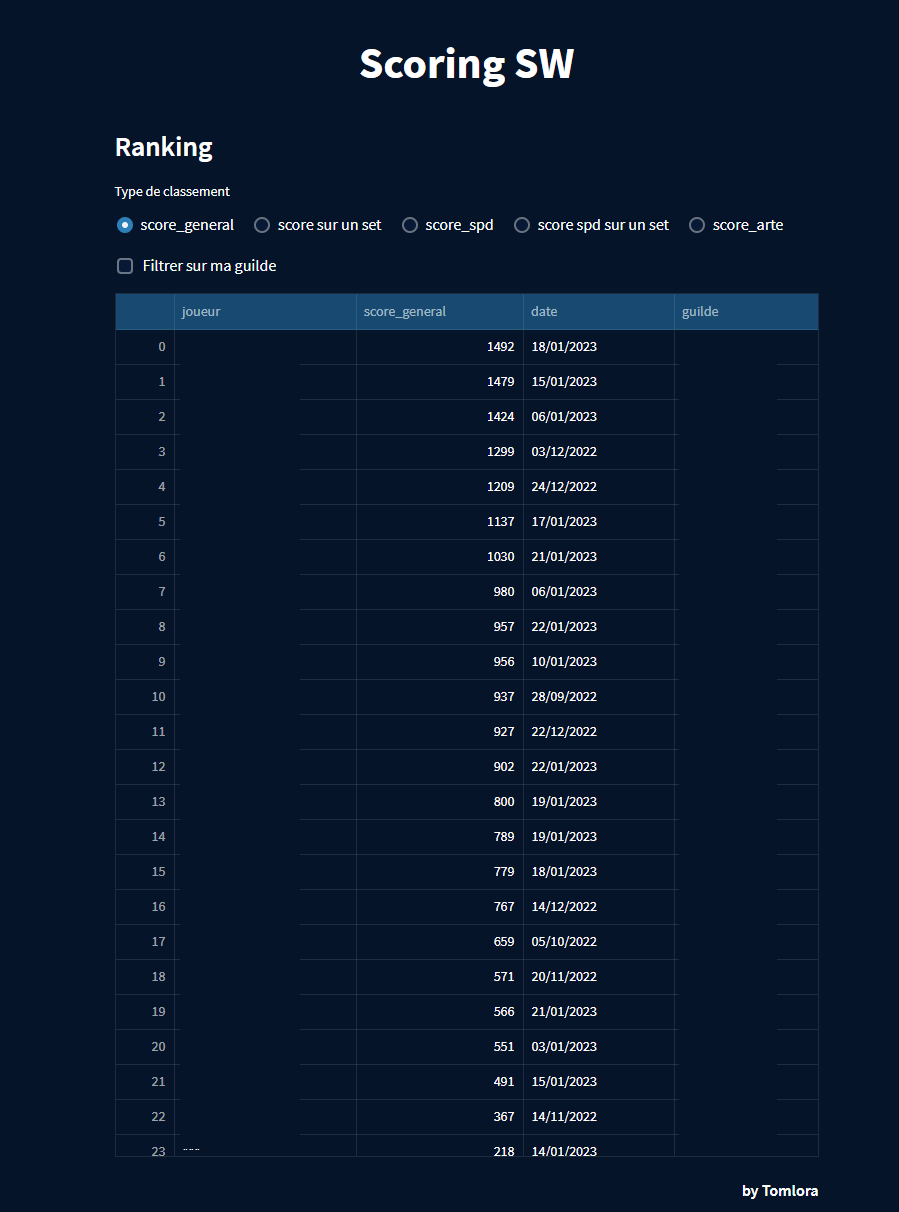 Scoring SW
Ranking
Type de classement
score_general score sur un set score_spd score spd sur un set score_arte
Filtrer sur ma guilde
joueur score_general date guilde
0 1492 18/01/2023
1 1479 15/01/2023
2 1424 06/01/2023
3 1299 03/12/2022
4 1209 24/12/2022
5 1137 17/01/2023
6 1030 21/01/2023
7 980 06/01/2023
8 957 22/01/2023
9 956 10/01/2023
10 937 28/09/2022
11 927 22/12/2022
12 902 22/01/2023
13 800 19/01/2023
14 789 19/01/2023
15 779 18/01/2023
16 767 14/12/2022
17 659 05/10/2022
18 571 20/11/2022
19 566 21/01/2023
20 551 03/01/2023
21 491 15/01/2023
22 367 14/11/2022
23 218 14/01/2023
by Tomlora